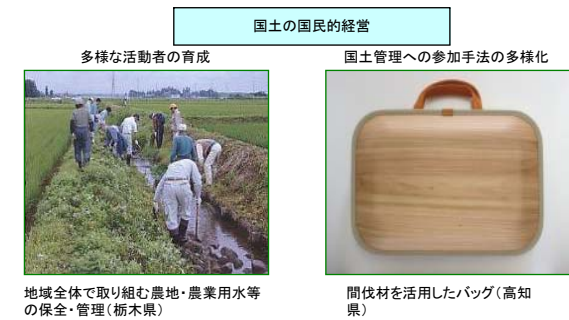 国土の国民的経営
多様な活動者の育成
国土管理への参加手法の多様化
地域全体で取り組む農地・農業用水等
の保全・管理(栃木県)
間伐材を活用したバッグ(高知
県)